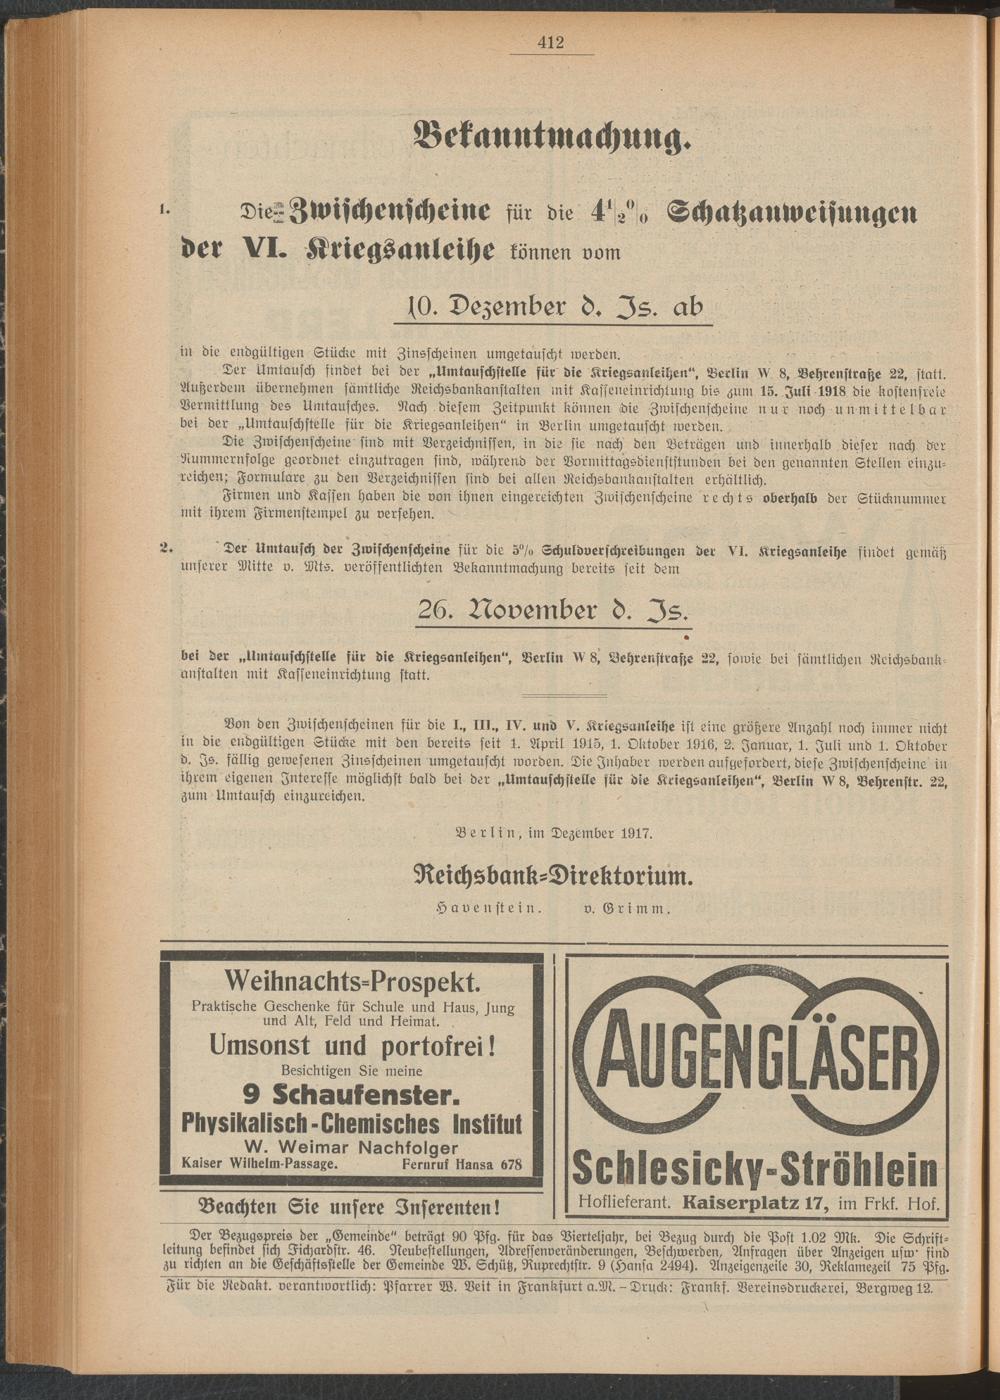 412
Bekanntmachung.
1. Die Zwischenscheine für die 4½% Schatzanweisungen
der VI. Kriegsanleihe können vom
10. Dezember d. Js. ab
in die endgültigen Stücke mit Zinsscheinen umgetauscht werden.
Der Umtausch findet bei der „Umtauschstelle für die Kriegsanleihen“, Berlin W 8, Behrenstraße 22, statt.
Außerdem übernehmen sämtliche Reichsbankanstalten mit Kasseneinrichtung bis zum 15. Juli 1918 die kostenfreie
Vermittlung des Umtausches. Nach diesem Zeitpunkt können die Zwischenscheine nur noch unmittelbar
bei der „Umtauschstelle für die Kriegsanleihen“ in Berlin umgetauscht werden.
Die Zwischenscheine sind mit Verzeichnissen, in die sie nach den Beträgen und innerhalb dieser nach der
Nummernfolge geordnet einzutragen sind, während der Vormittagsdienststunden bei den genannten Stellen einzu-
reichen; Formulare zu den Verzeichnissen sind bei allen Reichsbankanstalten erhältlich.
Firmen und Kassen haben die von ihnen eingereichten Zwischenscheine rechts oberhalb der Stücknummer
mit ihrem Firmenstempel zu versehen.
2. Der Umtausch der Zwischenscheine für die 5% Schuldverschreibungen der VI. Kriegsanleihe findet gemäß
unserer Mitte v. Mts. veröffentlichten Bekanntmachung bereits seit dem
26. November d. Js.
bei der „Umtauschstelle für die Kriegsanleihen“, Berlin W 8, Behrenstraße 22, sowie bei sämtlichen Reichsbank-
anstalten mit Kasseneinrichtung statt.
Von den Zwischenscheinen für die I., III., IV. und V. Kriegsanleihe ist eine größere Anzahl noch immer nicht
in die endgültigen Stücke mit den bereits seit 1. April 1915, 1. Oktober 1916, 2. Januar, 1. Juli und 1. Oktober
d. Js. fällig gewesenen Zinsscheinen umgetauscht worden. Die Inhaber werden aufgefordert, diese Zwischenscheine in
ihrem eigenen Interesse möglichst bald bei der „Umtauschstelle für die Kriegsanleihen“, Berlin W 8, Behrenstr. 22,
zum Umtausch einzureichen.
Berlin, im Dezember 1917.
Reichsbank-Direktorium.
Havenstein. v. Grimm.
Weihnachts-Prospekt.
Praktische Geschenke für Schule und Haus, Jung
und Alt, Feld und Heimat.
Umsonst und portofrei!
Besichtigen Sie meine
9 Schaufenster.
Physikalisch-Chemisches Institut
W. Weimar Nachfolger
Kaiser Wilhelm-Passage. Fernruf Hansa 678
Beachten Sie unsere Inserenten!
AUGENGLÄSER
Schlesicky-Ströhlein
Hoflieferant. Kaiserplatz 17, im Frkf. Hof.
Der Bezugspreis der „Gemeinde“ beträgt 90 Pfg. für das Vierteljahr, bei Bezug durch die Post 1.02 Mk. Die Schrift-
leitung befindet sich Fichardstr. 46. Neubestellungen, Adressenveränderungen, Beschwerden, Anfragen über Anzeigen usw. sind
zu richten an die Geschäftsstelle der Gemeinde W. Schütz, Ruprechtstr. 9 (Hansa 2494). Anzeigenzeile 30, Reklamezeil 75 Pfg.
Für die Redakt. verantwortlich: Pfarrer W. Veit in Frankfurt a.M. – Druck: Frankf. Vereinsdruckerei, Bergweg 12.